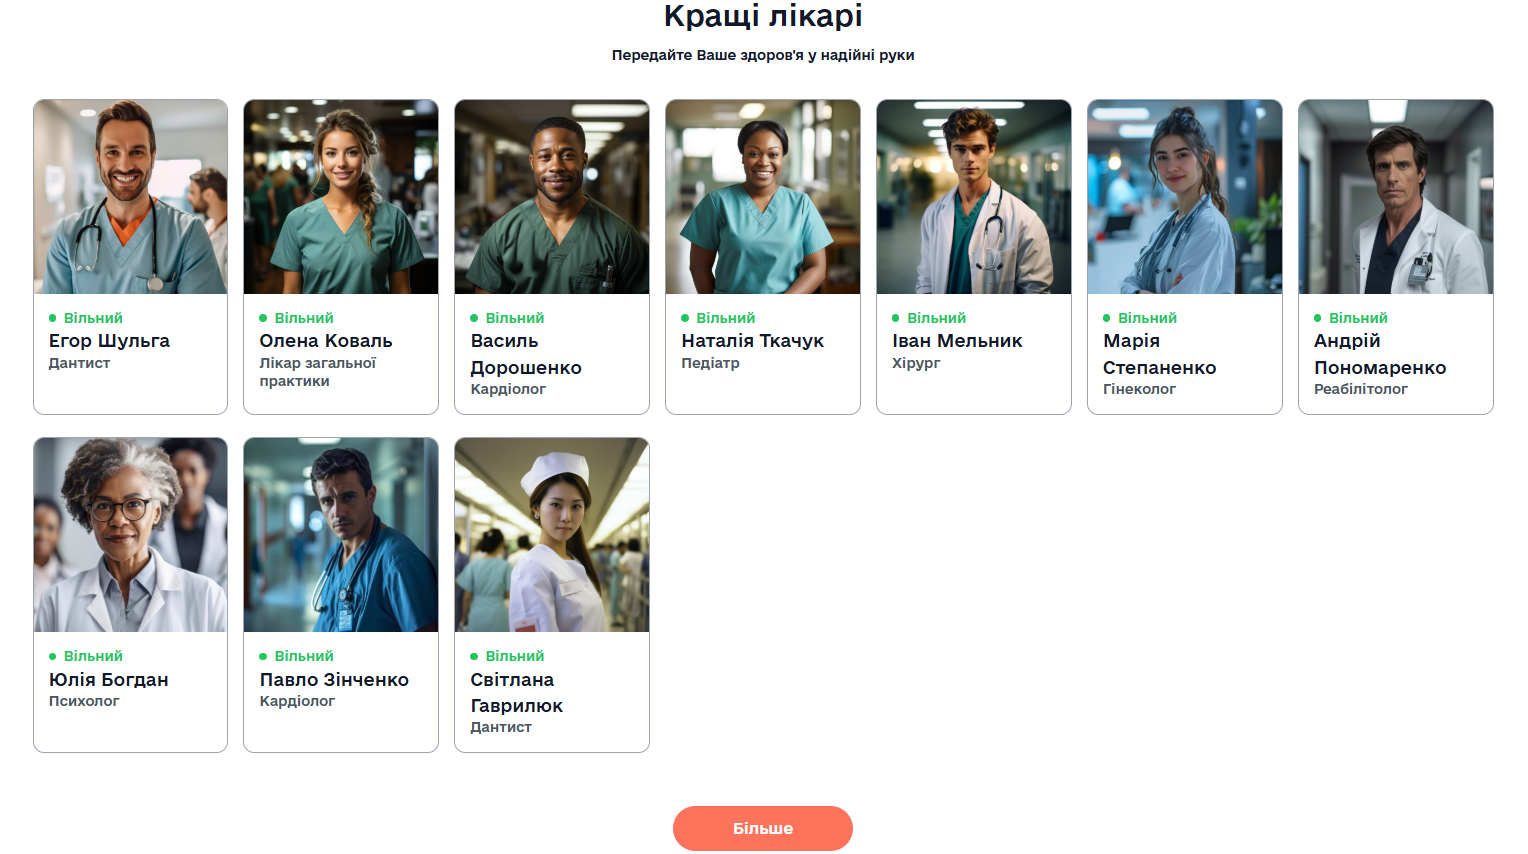 Кращі лікарі
Передайте Ваше здоров'я у надійні руки
Вільний
Егор Шульга
Дантист
Вільний
Олена Коваль
Лікар загальної
практики
Вільний
Василь
Дорошенко
Кардіолог
Вільний
Наталія Ткачук
Педіатр
Вільний
Іван Мельник
Хірург
Вільний
Марія
Степаненко
Гінеколог
Вільний
Андрій
Пономаренко
Реабілітолог
Вільний
Юлія Богдан
Психолог
Вільний
Павло Зінченко
Кардіолог
Вільний
Світлана
Гаврилюк
Дантист
Більше